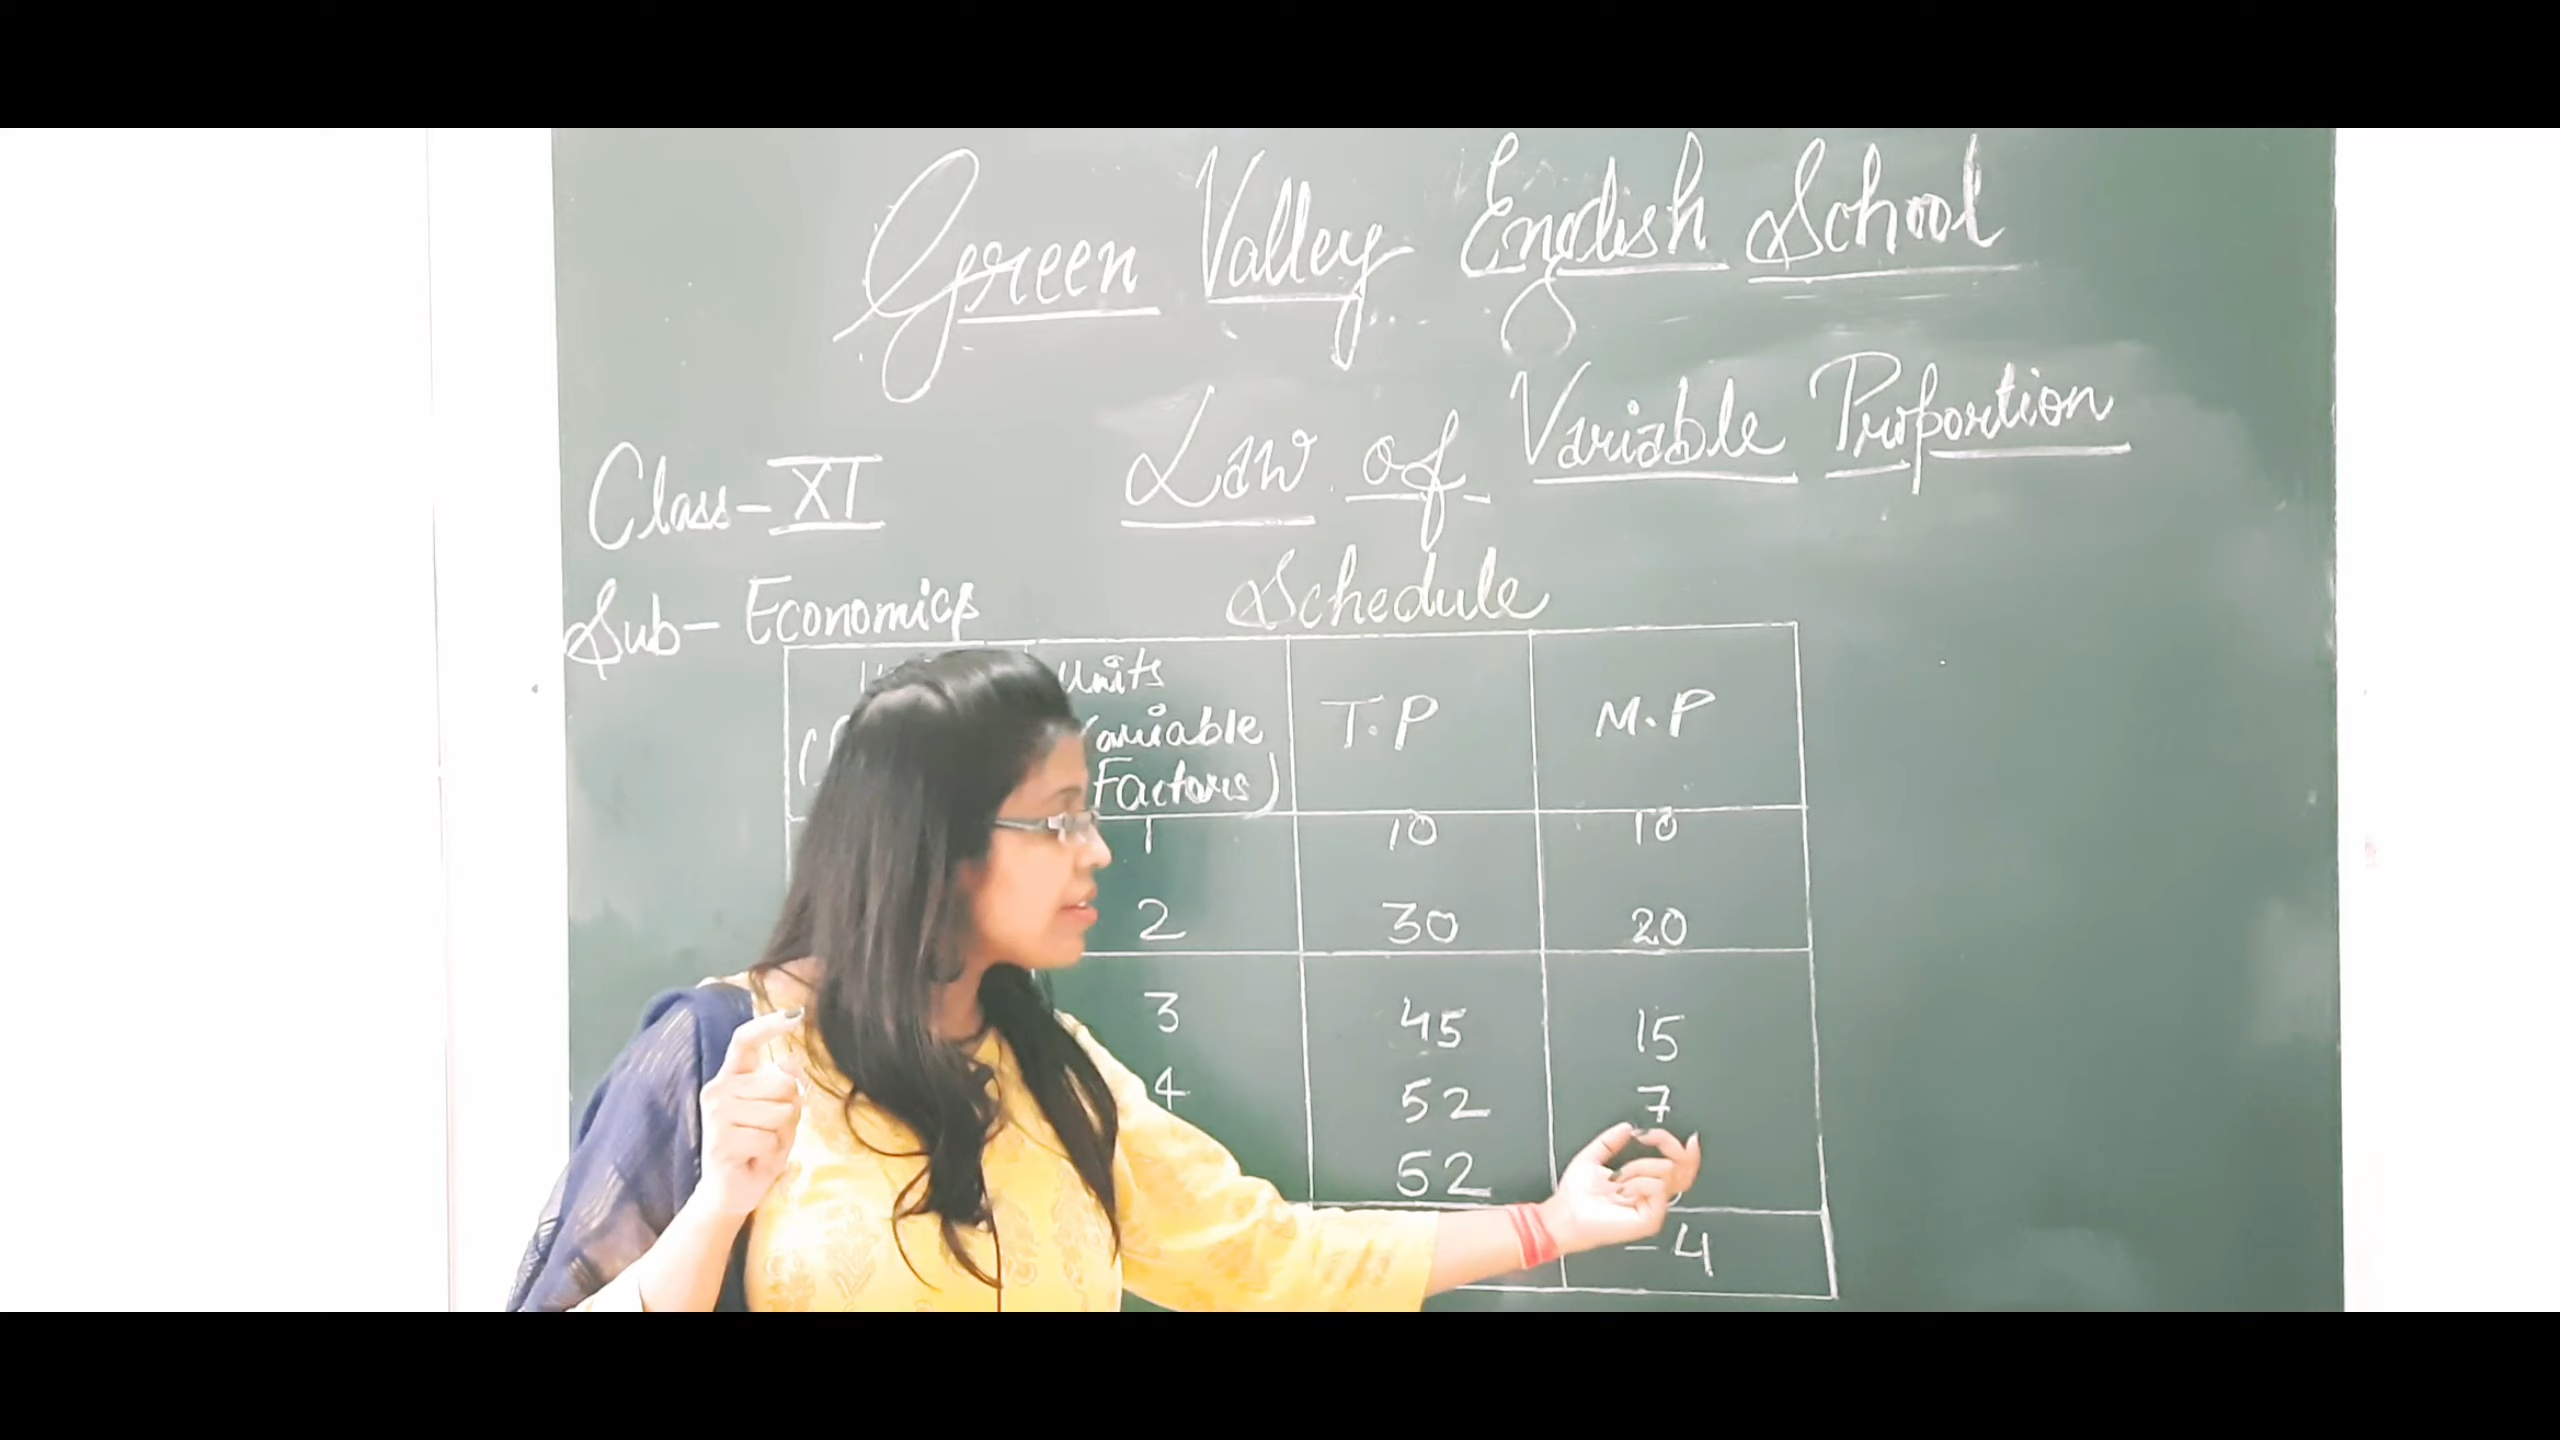 Green Valley English School
Class- XI
Law of Variable Proportion
Sub- Economics
Schedule
Units
Variable
Factors)
T.P
M.P
1 10 10
2 30 20
3 45 15
4 52 7
52
-4